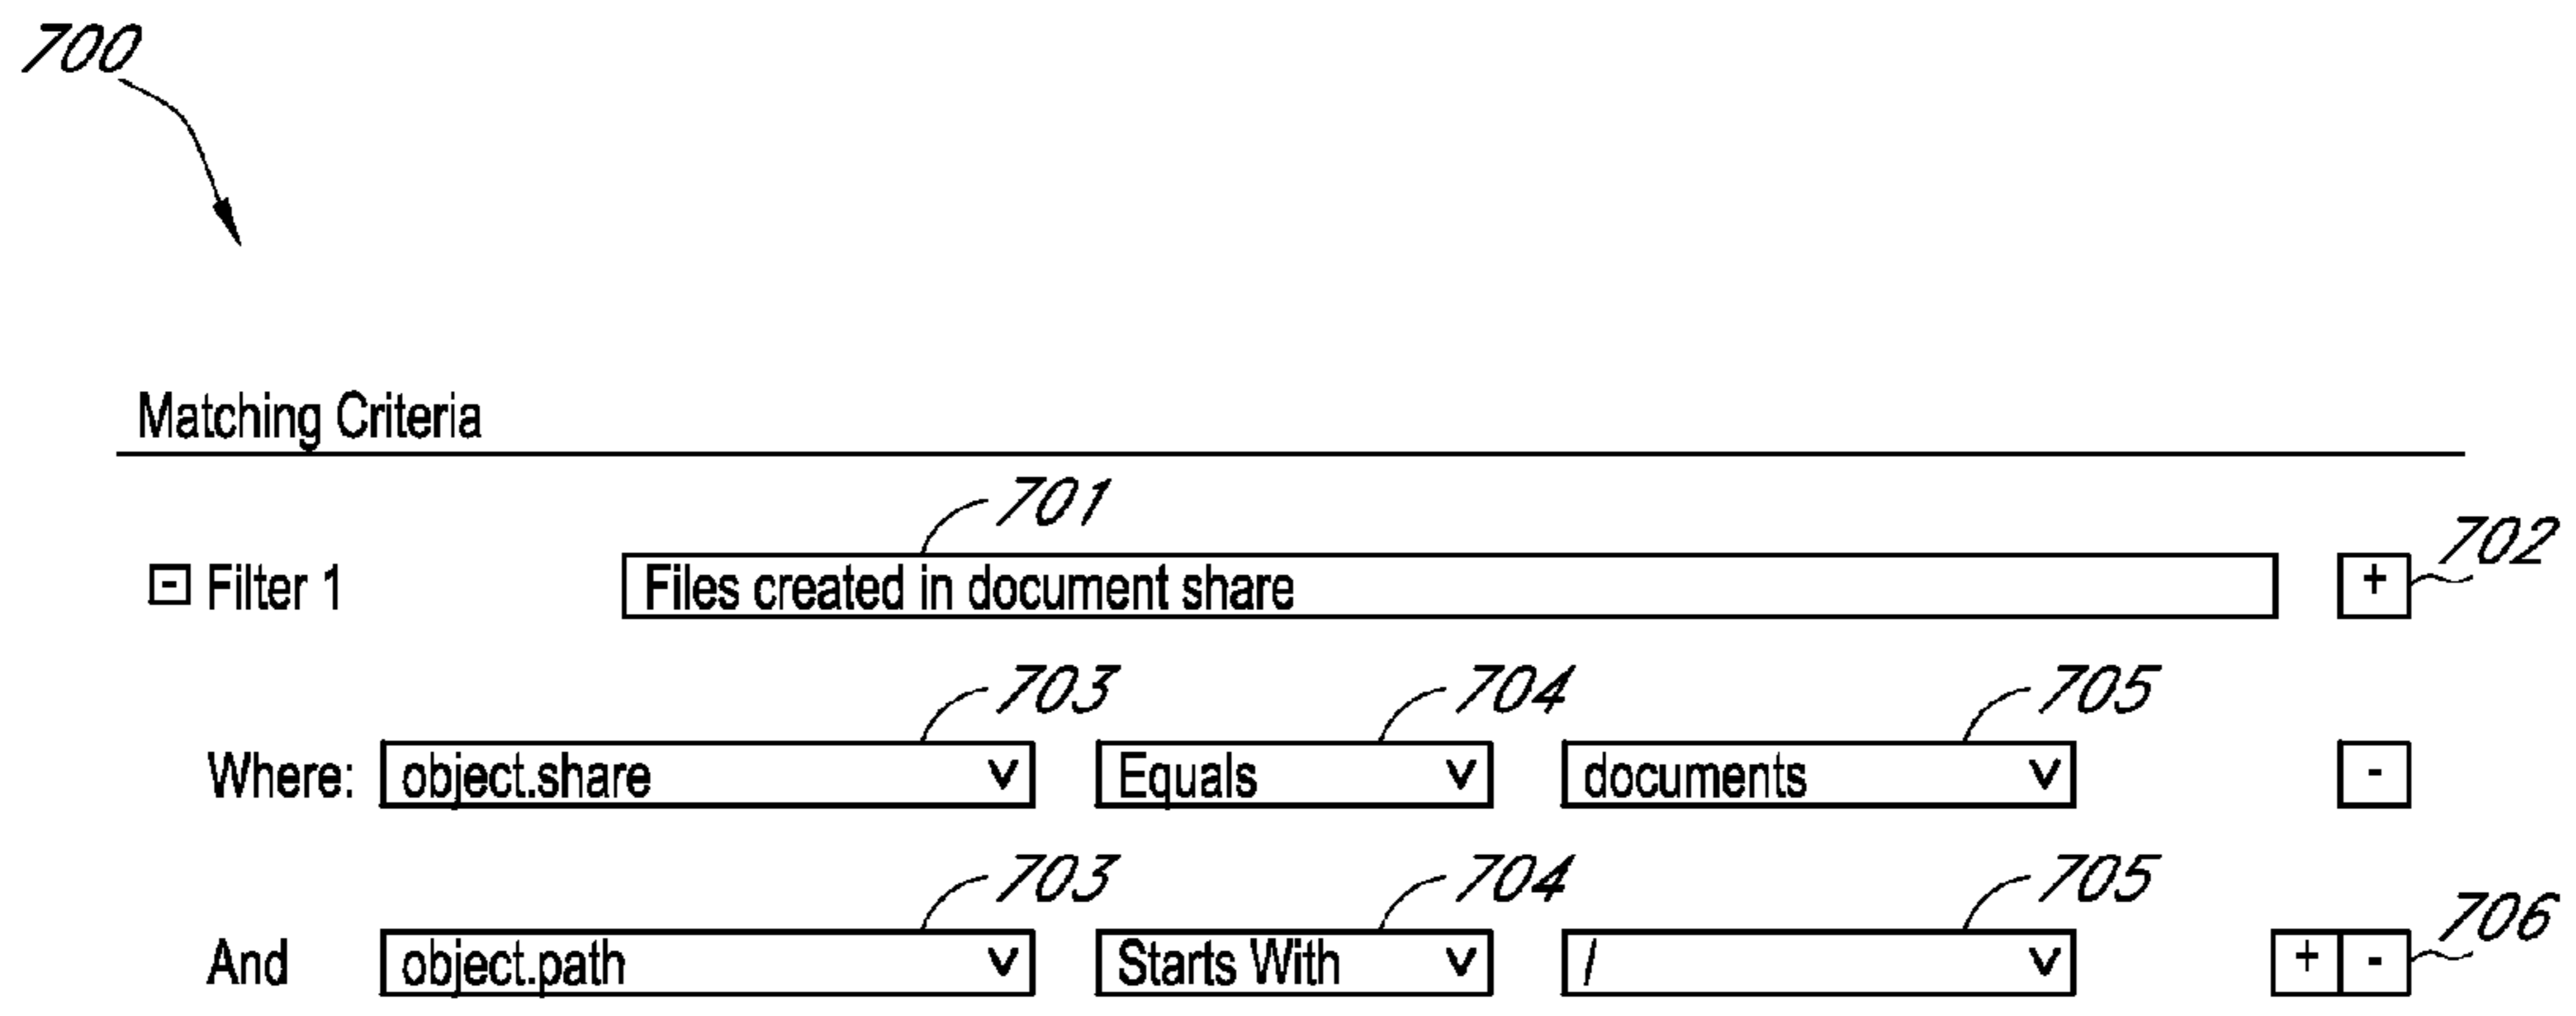 700
Matching Criteria
701
- Filter 1 Files created in document share + 702
703 704 705
Where: object.share V Equals V documents V -
703 704 705
And object.path V Starts With V / V + - 706